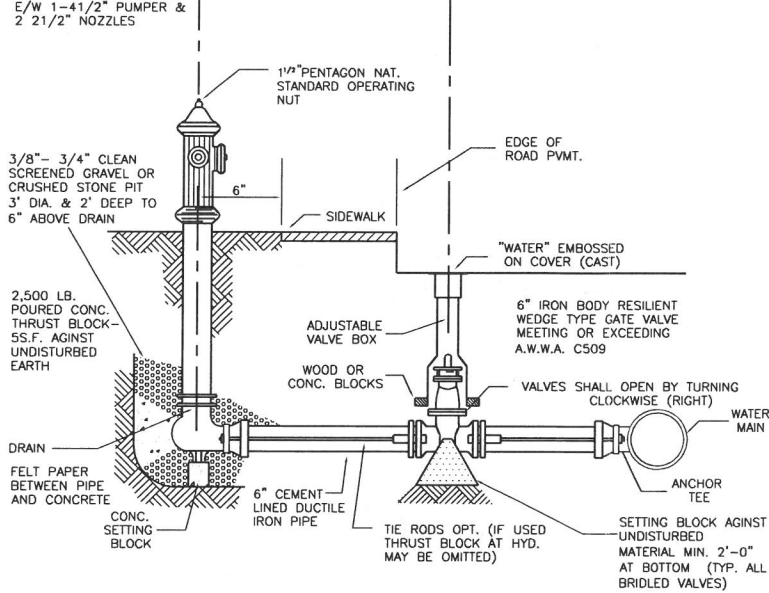 E/W 1-41/2" PUMPER &
2 21/2" NOZZLES
1 1/2" PENTAGON NAT.
STANDARD OPERATING
NUT
3/8"- 3/4" CLEAN
SCREENED GRAVEL OR
CRUSHED STONE PIT
3' DIA. & 2' DEEP TO
6" ABOVE DRAIN
EDGE OF
ROAD PVMT.
6"
SIDEWALK
"WATER" EMBOSSED
ON COVER (CAST)
2,500 LB.
POURED CONC.
THRUST BLOCK-
5S.F. AGINST
UNDISTURBED
EARTH
ADJUSTABLE
VALVE BOX
6" IRON BODY RESILIENT
WEDGE TYPE GATE VALVE
MEETING OR EXCEEDING
A.W.W.A. C509
WOOD OR
CONC. BLOCKS
VALVES SHALL OPEN BY TURNING
CLOCKWISE (RIGHT)
WATER
MAIN
DRAIN
FELT PAPER
BETWEEN PIPE
AND CONCRETE
CONC.
SETTING
BLOCK
6" CEMENT
LINED DUCTILE
IRON PIPE
TIE RODS OPT. (IF USED
THRUST BLOCK AT HYD.
MAY BE OMITTED)
ANCHOR
TEE
SETTING BLOCK AGINST
UNDISTURBED
MATERIAL MIN. 2'-0"
AT BOTTOM (TYP. ALL
BRIDLED VALVES)